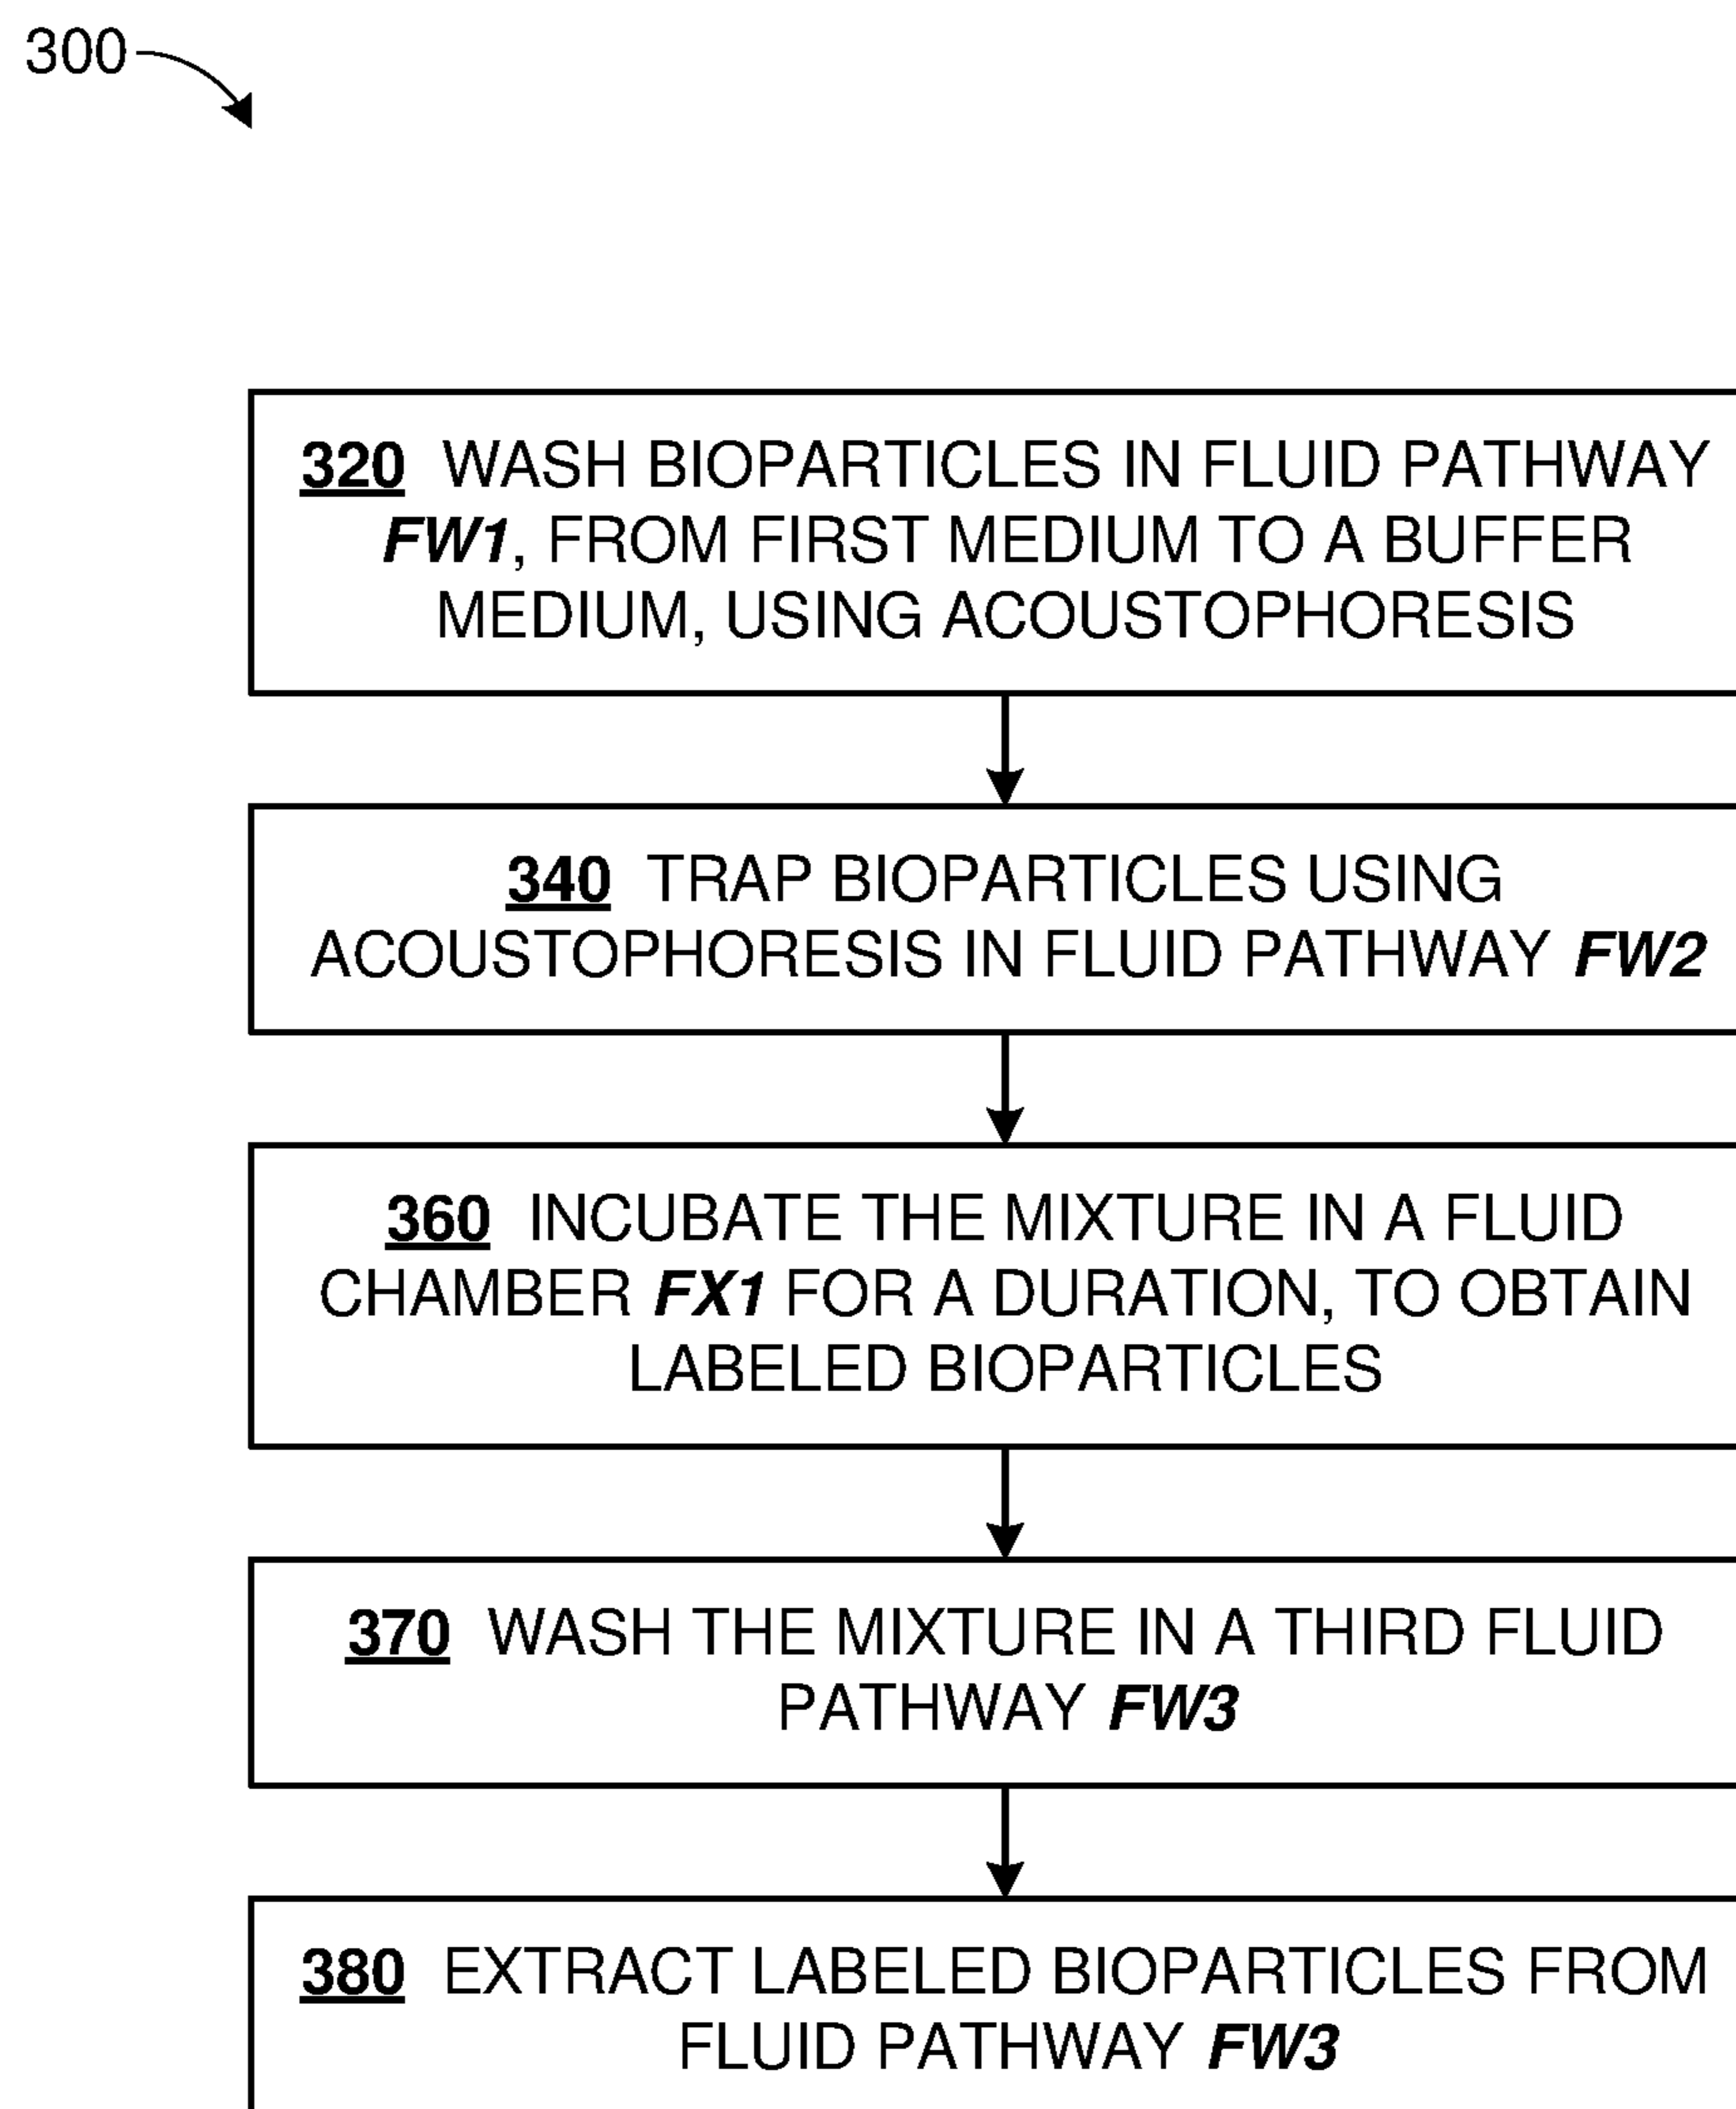 300
320 WASH BIOPARTICLES IN FLUID PATHWAY
FW1, FROM FIRST MEDIUM TO A BUFFER
MEDIUM, USING ACOUSTOPHORESIS
340 TRAP BIOPARTICLES USING
ACOUSTOPHORESIS IN FLUID PATHWAY FW2
360 INCUBATE THE MIXTURE IN A FLUID
CHAMBER FX1 FOR A DURATION, TO OBTAIN
LABELED BIOPARTICLES
370 WASH THE MIXTURE IN A THIRD FLUID
PATHWAY FW3
380 EXTRACT LABELED BIOPARTICLES FROM
FLUID PATHWAY FW3